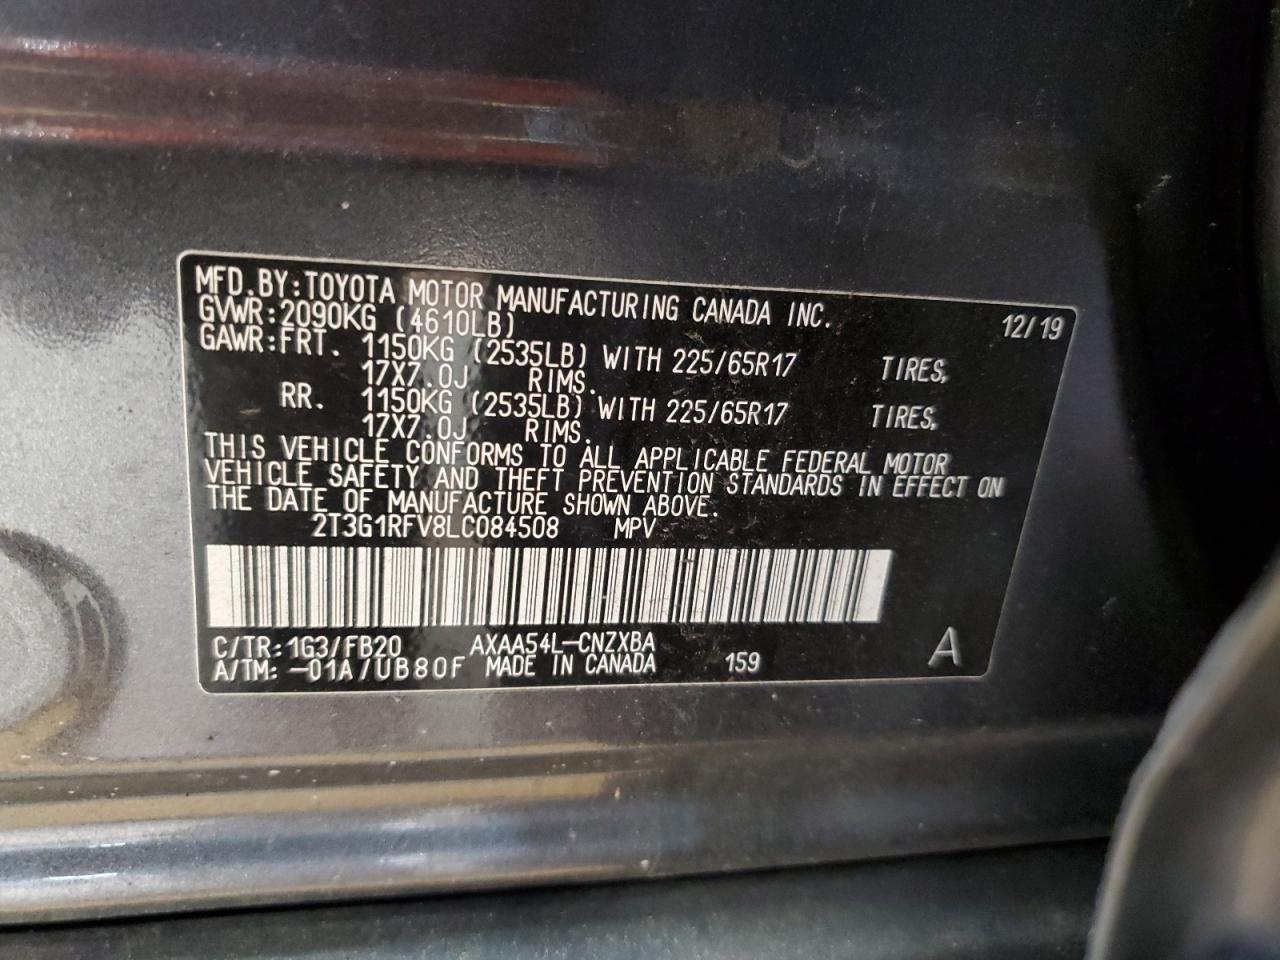 MFD.BY:TOYOTA MOTOR MANUFACTURING CANADA INC.
GVWR:2090KG (4610LB) 12/19
GAWR:FRT. 1150KG (2535LB) WITH 225/65R17 TIRES,
17X7.0J RIMS.
RR. 1150KG (2535LB) WITH 225/65R17 TIRES,
17X7.0J RIMS.
THIS VEHICLE CONFORMS TO ALL APPLICABLE FEDERAL MOTOR
VEHICLE SAFETY AND THEFT PREVENTION STANDARDS IN EFFECT ON
THE DATE OF MANUFACTURE SHOWN ABOVE.
2T3G1RFV8LC084508 MPV
C/TR:1G3/FB20 AXAA54L-CNZXBA
A/TM:-01A/UB80F MADE IN CANADA 159 A